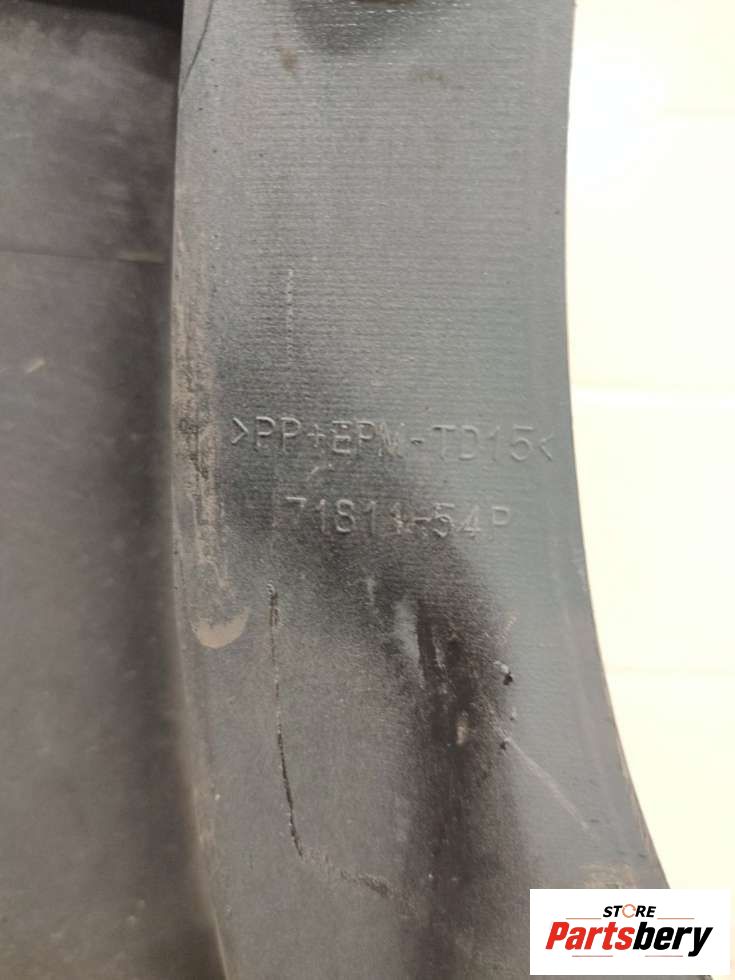 >PP+EPM-TD15<
71811-54P
STORE
Partsbery